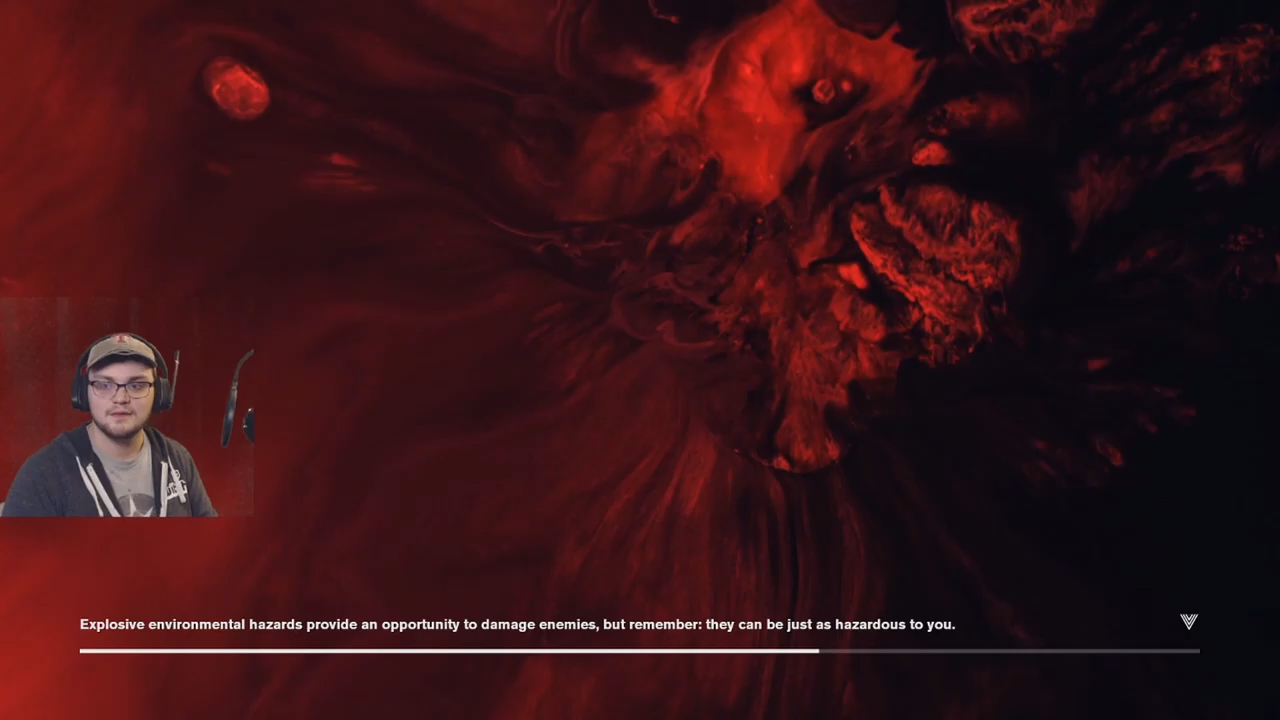 Explosive environmental hazards provide an opportunity to damage enemies, but remember: they can be just as hazardous to you.